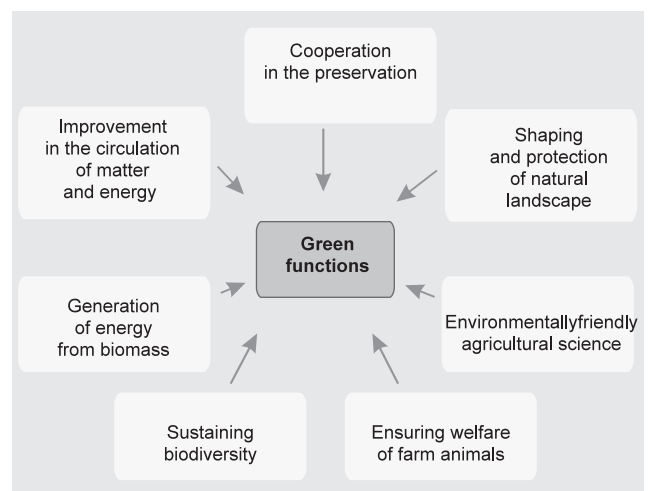 Cooperation
in the preservation
Improvement
in the circulation
of matter
and energy
Shaping
and protection
of natural
landscape
Green
functions
Generation
of energy
from biomass
Environmentallyfriendly
agricultural science
Sustaining
biodiversity
Ensuring welfare
of farm animals